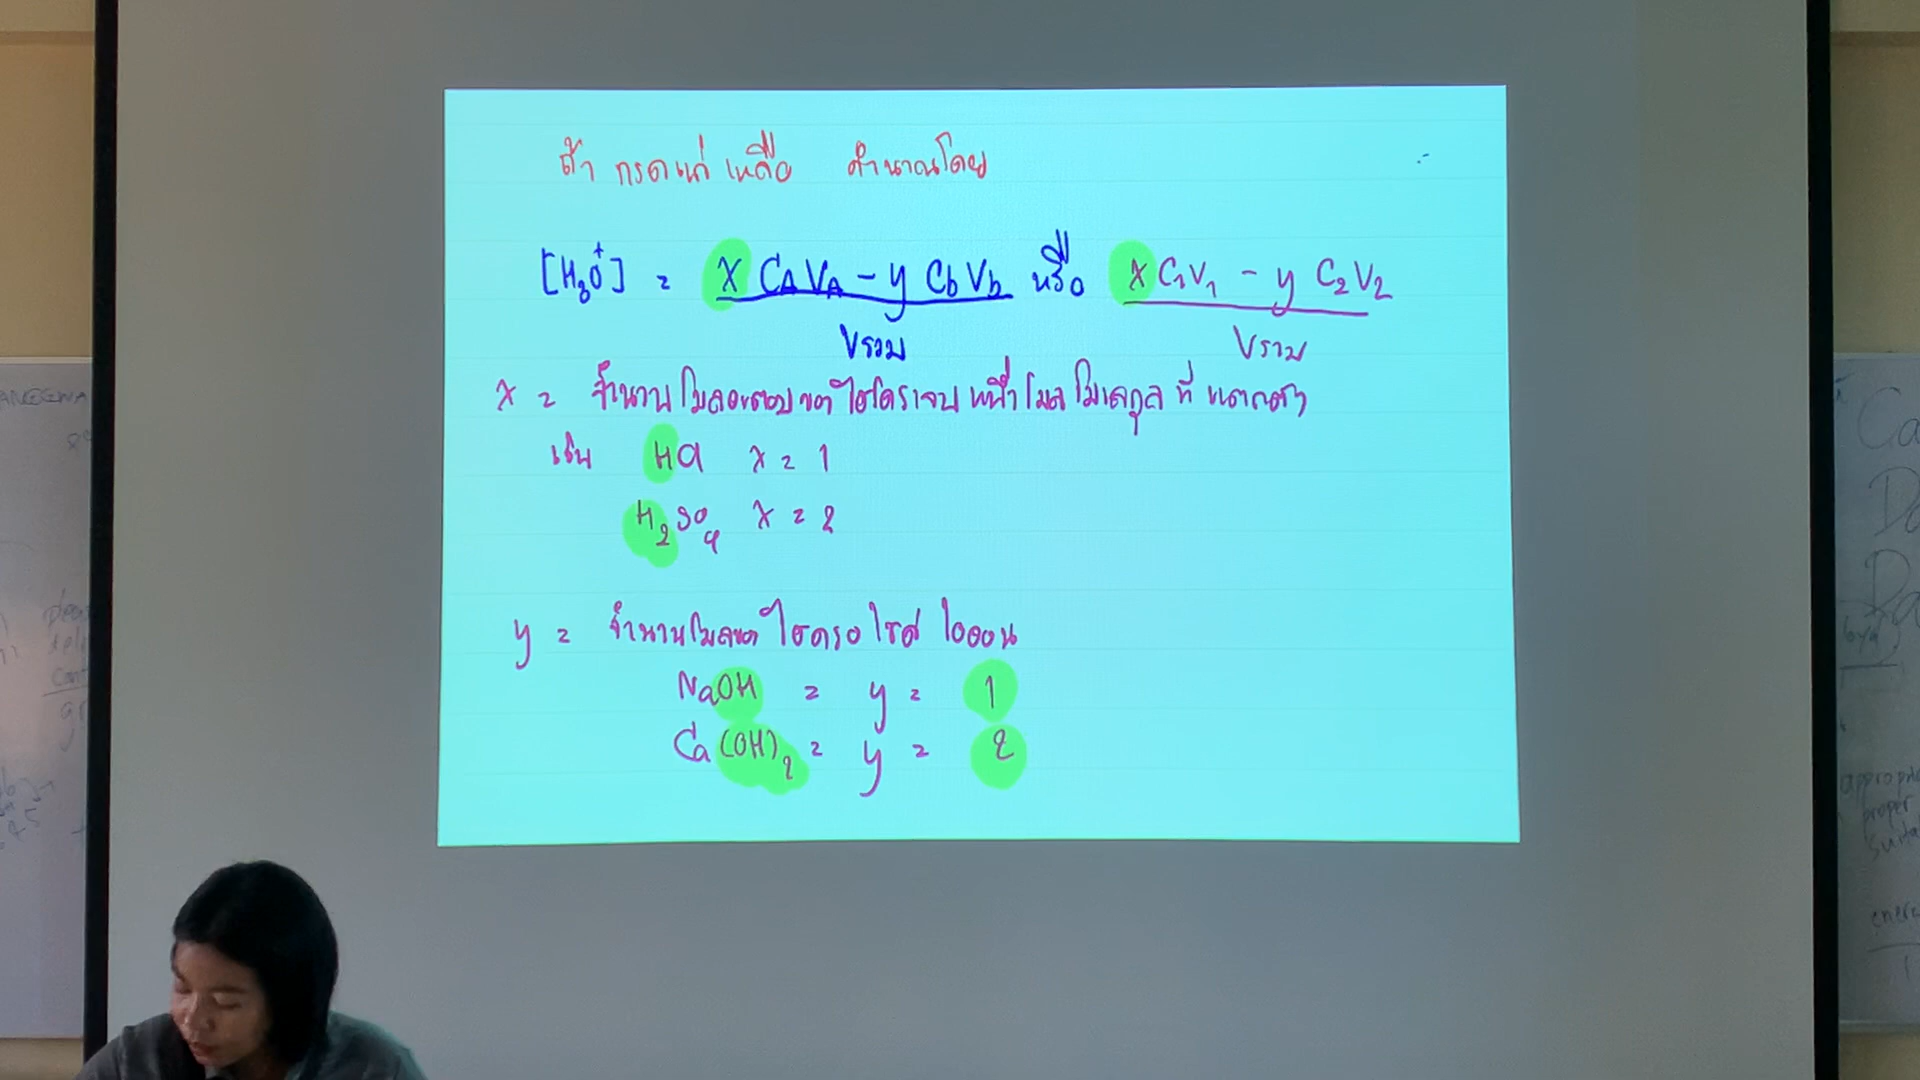 ถ้า กรดแก่ เหลือ คำนวณโดย
[H₃O⁺] = x CAVA - y CbVb หรือ x C₁V₁ - y C₂V₂
Vรวม Vรวม
x = จำนวนโมลอะตอมของไฮโดรเจน หนึ่งโมลโมเลกุล ที่ แตกตัว
เช่น HCl x = 1
H₂SO₄ x = 2
y = จำนวนโมลของ ไฮดรอไซด์ ไอออน
NaOH = y = 1
Ca(OH)₂ = y = 2